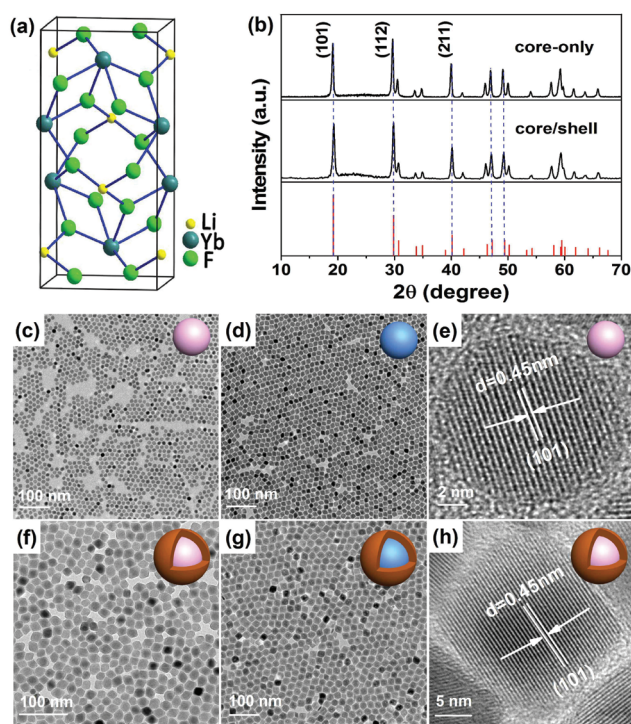 (a)
Li
Yb
F
(b)
(101)
(112)
(211)
core-only
core/shell
Intensity (a.u.)
10 20 30 40 50 60 70
2θ (degree)
(c)
100 nm
(d)
100 nm
(e)
d=0.45nm
(101)
2 nm
(f)
100 nm
(g)
100 nm
(h)
d=0.45nm
(101)
5 nm